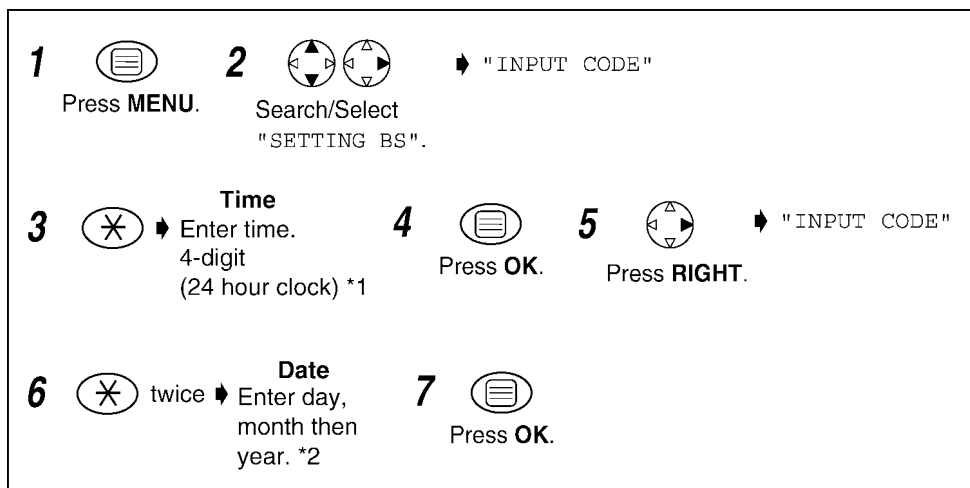 1
Press MENU.
2
Search/Select
"SETTING BS".
"INPUT CODE"
3
Time
Enter time.
4-digit
(24 hour clock) *1
4
Press OK.
5
Press RIGHT.
"INPUT CODE"
6
twice
Date
Enter day,
month then
year. *2
7
Press OK.